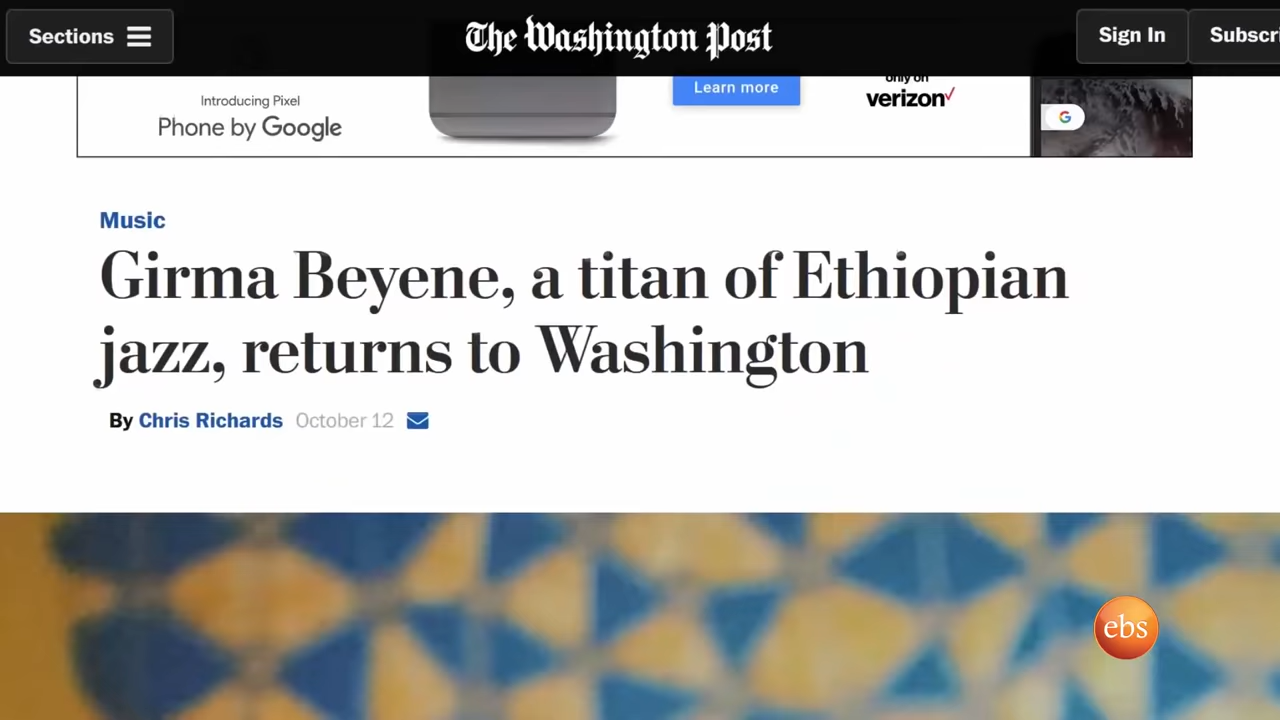 Sections
The Washington Post
Sign In
Introducing Pixel
Phone by Google
Learn more
only on
verizon
Music
Girma Beyene, a titan of Ethiopian
jazz, returns to Washington
By Chris Richards October 12
ebs